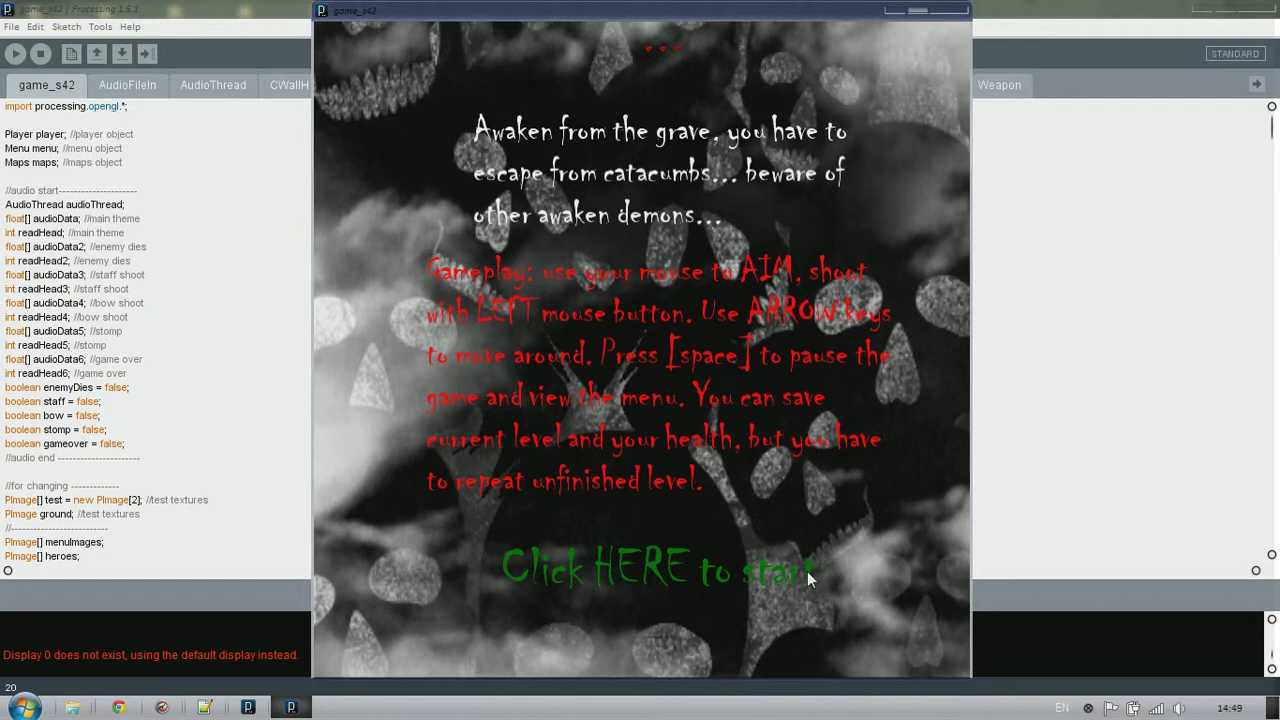 game_s42 | Processing 1.5.1
game_s42
File Edit Sketch Tools Help
STANDARD
game_s42 AudioFileIn AudioThread CWallH
Weapon
import processing.opengl.*;
Player player; //player object
Menu menu; //menu object
Maps maps; //maps object
//audio start----------------------
AudioThread audioThread;
float[] audioData; //main theme
int readHead; //main theme
float[] audioData2; //enemy dies
int readHead2; //enemy dies
float[] audioData3; //staff shoot
int readHead3; //staff shoot
float[] audioData4; //bow shoot
int readHead4; //bow shoot
float[] audioData5; //stomp
int readHead5; //stomp
float[] audioData6; //game over
int readHead6; //game over
boolean enemyDies = false;
boolean staff = false;
boolean bow = false;
boolean stomp = false;
boolean gameover = false;
//audio end -----------------------
//for changing -------------
PImage[] test = new PImage[2]; //test textures
PImage ground; //test textures
//--------------------------
PImage[] menuImages;
PImage[] heroes;
...
Awaken from the grave, you have to
escape from catacumbs... beware of
other awaken demons...
Gameplay: use your mouse to AIM, shoot
with LEFT mouse button. Use ARROW keys
to move around. Press [space] to pause the
game and view the menu. You can save
current level and your health, but you have
to repeat unfinished level.
Click HERE to start
Display 0 does not exist, using the default display instead.
20
EN
14:49